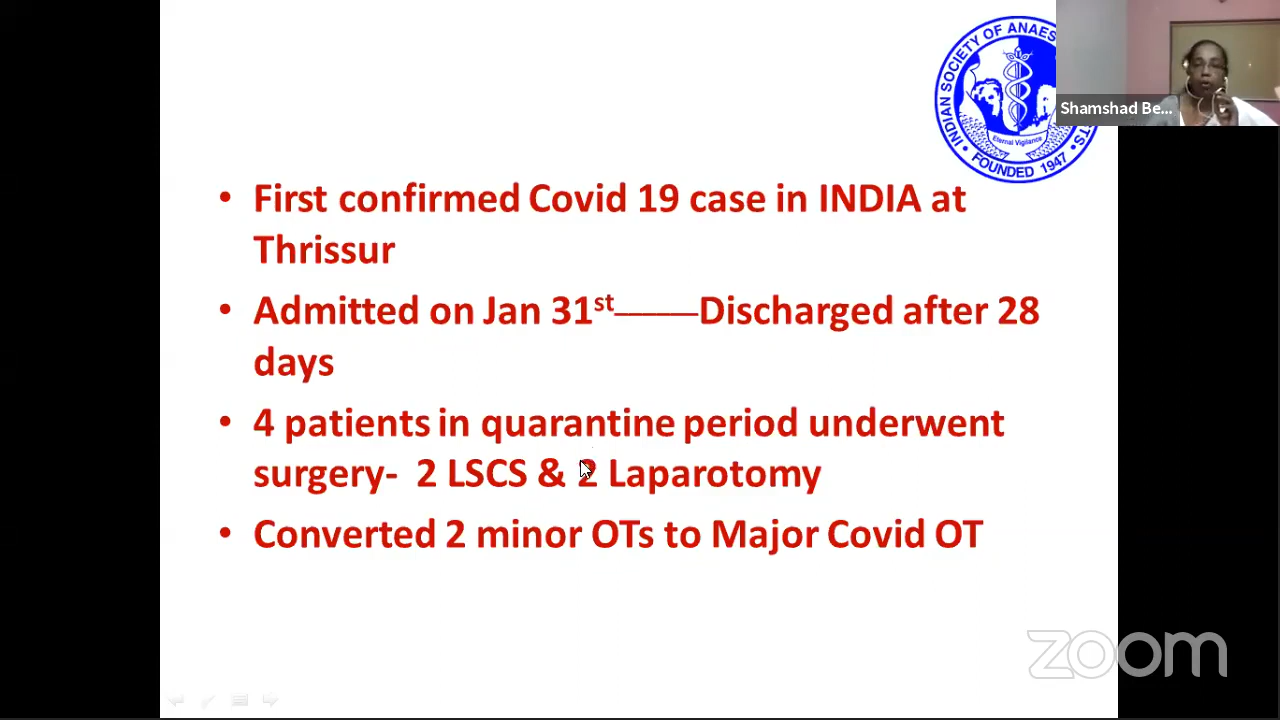 INDIAN SOCIETY OF
Eternal Vigilance
FOUNDED 1947
Shamshad Be...
• First confirmed Covid 19 case in INDIA at
Thrissur
• Admitted on Jan 31st———Discharged after 28
days
• 4 patients in quarantine period underwent
surgery- 2 LSCS & 2 Laparotomy
• Converted 2 minor OTs to Major Covid OT
zoom